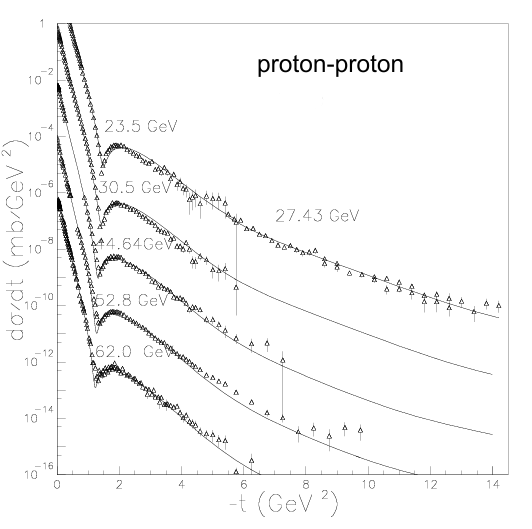 proton-proton
dσ/dt (mb/GeV²)
1
10⁻²
10⁻⁴
10⁻⁶
10⁻⁸
10⁻¹⁰
10⁻¹²
10⁻¹⁴
10⁻¹⁶
23.5 GeV
30.5 GeV
27.43 GeV
44.64GeV
52.8 GeV
62.0 GeV
0 2 4 6 8 10 12 14
-t (GeV²)